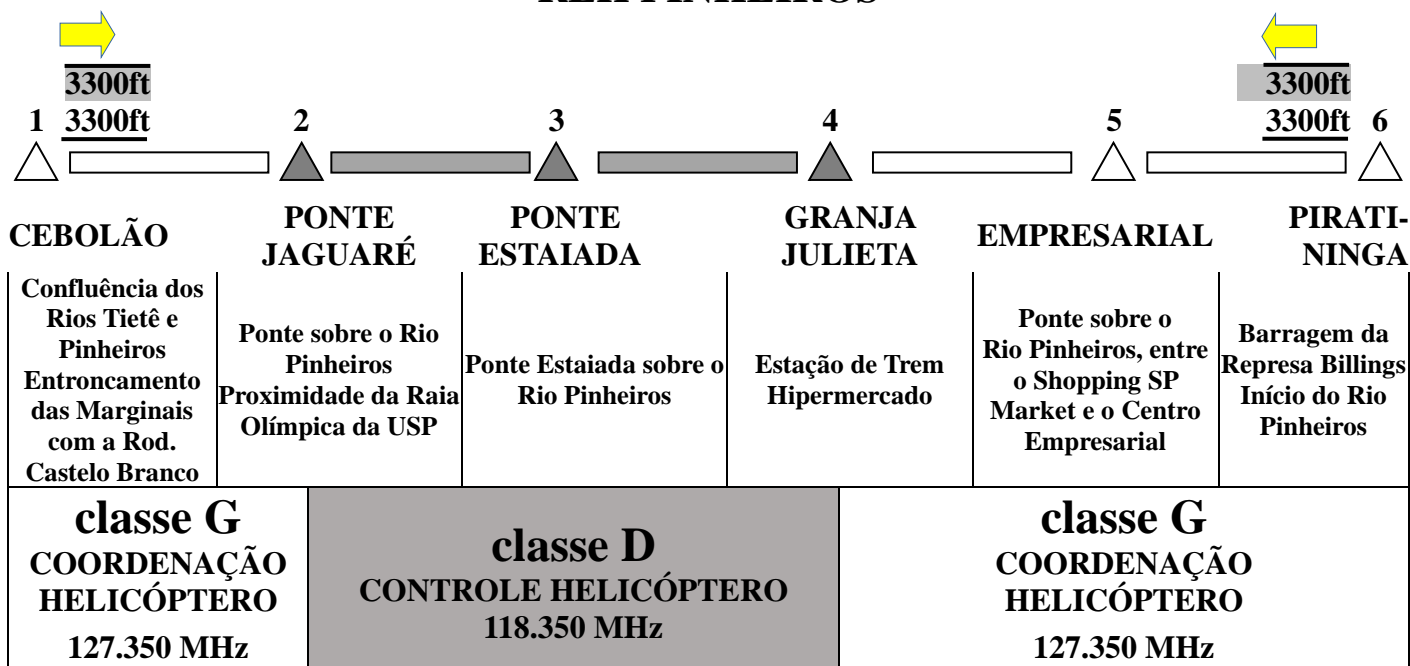 3300ft
3300ft
3300ft
3300ft
1
2
3
4
5
6
CEBOLÃO
PONTE
JAGUARÉ
PONTE
ESTAIADA
GRANJA
JULIETA
EMPRESARIAL
PIRATI-
NINGA
Confluência dos
Rios Tietê e
Pinheiros
Entroncamento
das Marginais
com a Rod.
Castelo Branco
Ponte sobre o Rio
Pinheiros
Proximidade da Raia
Olímpica da USP
Ponte Estaiada sobre o
Rio Pinheiros
Estação de Trem
Hipermercado
Ponte sobre o
Rio Pinheiros, entre
o Shopping SP
Market e o Centro
Empresarial
Barragem da
Represa Billings
Início do Rio
Pinheiros
classe G
COORDENAÇÃO
HELICÓPTERO
127.350 MHz
classe D
CONTROLE HELICÓPTERO
118.350 MHz
classe G
COORDENAÇÃO
HELICÓPTERO
127.350 MHz